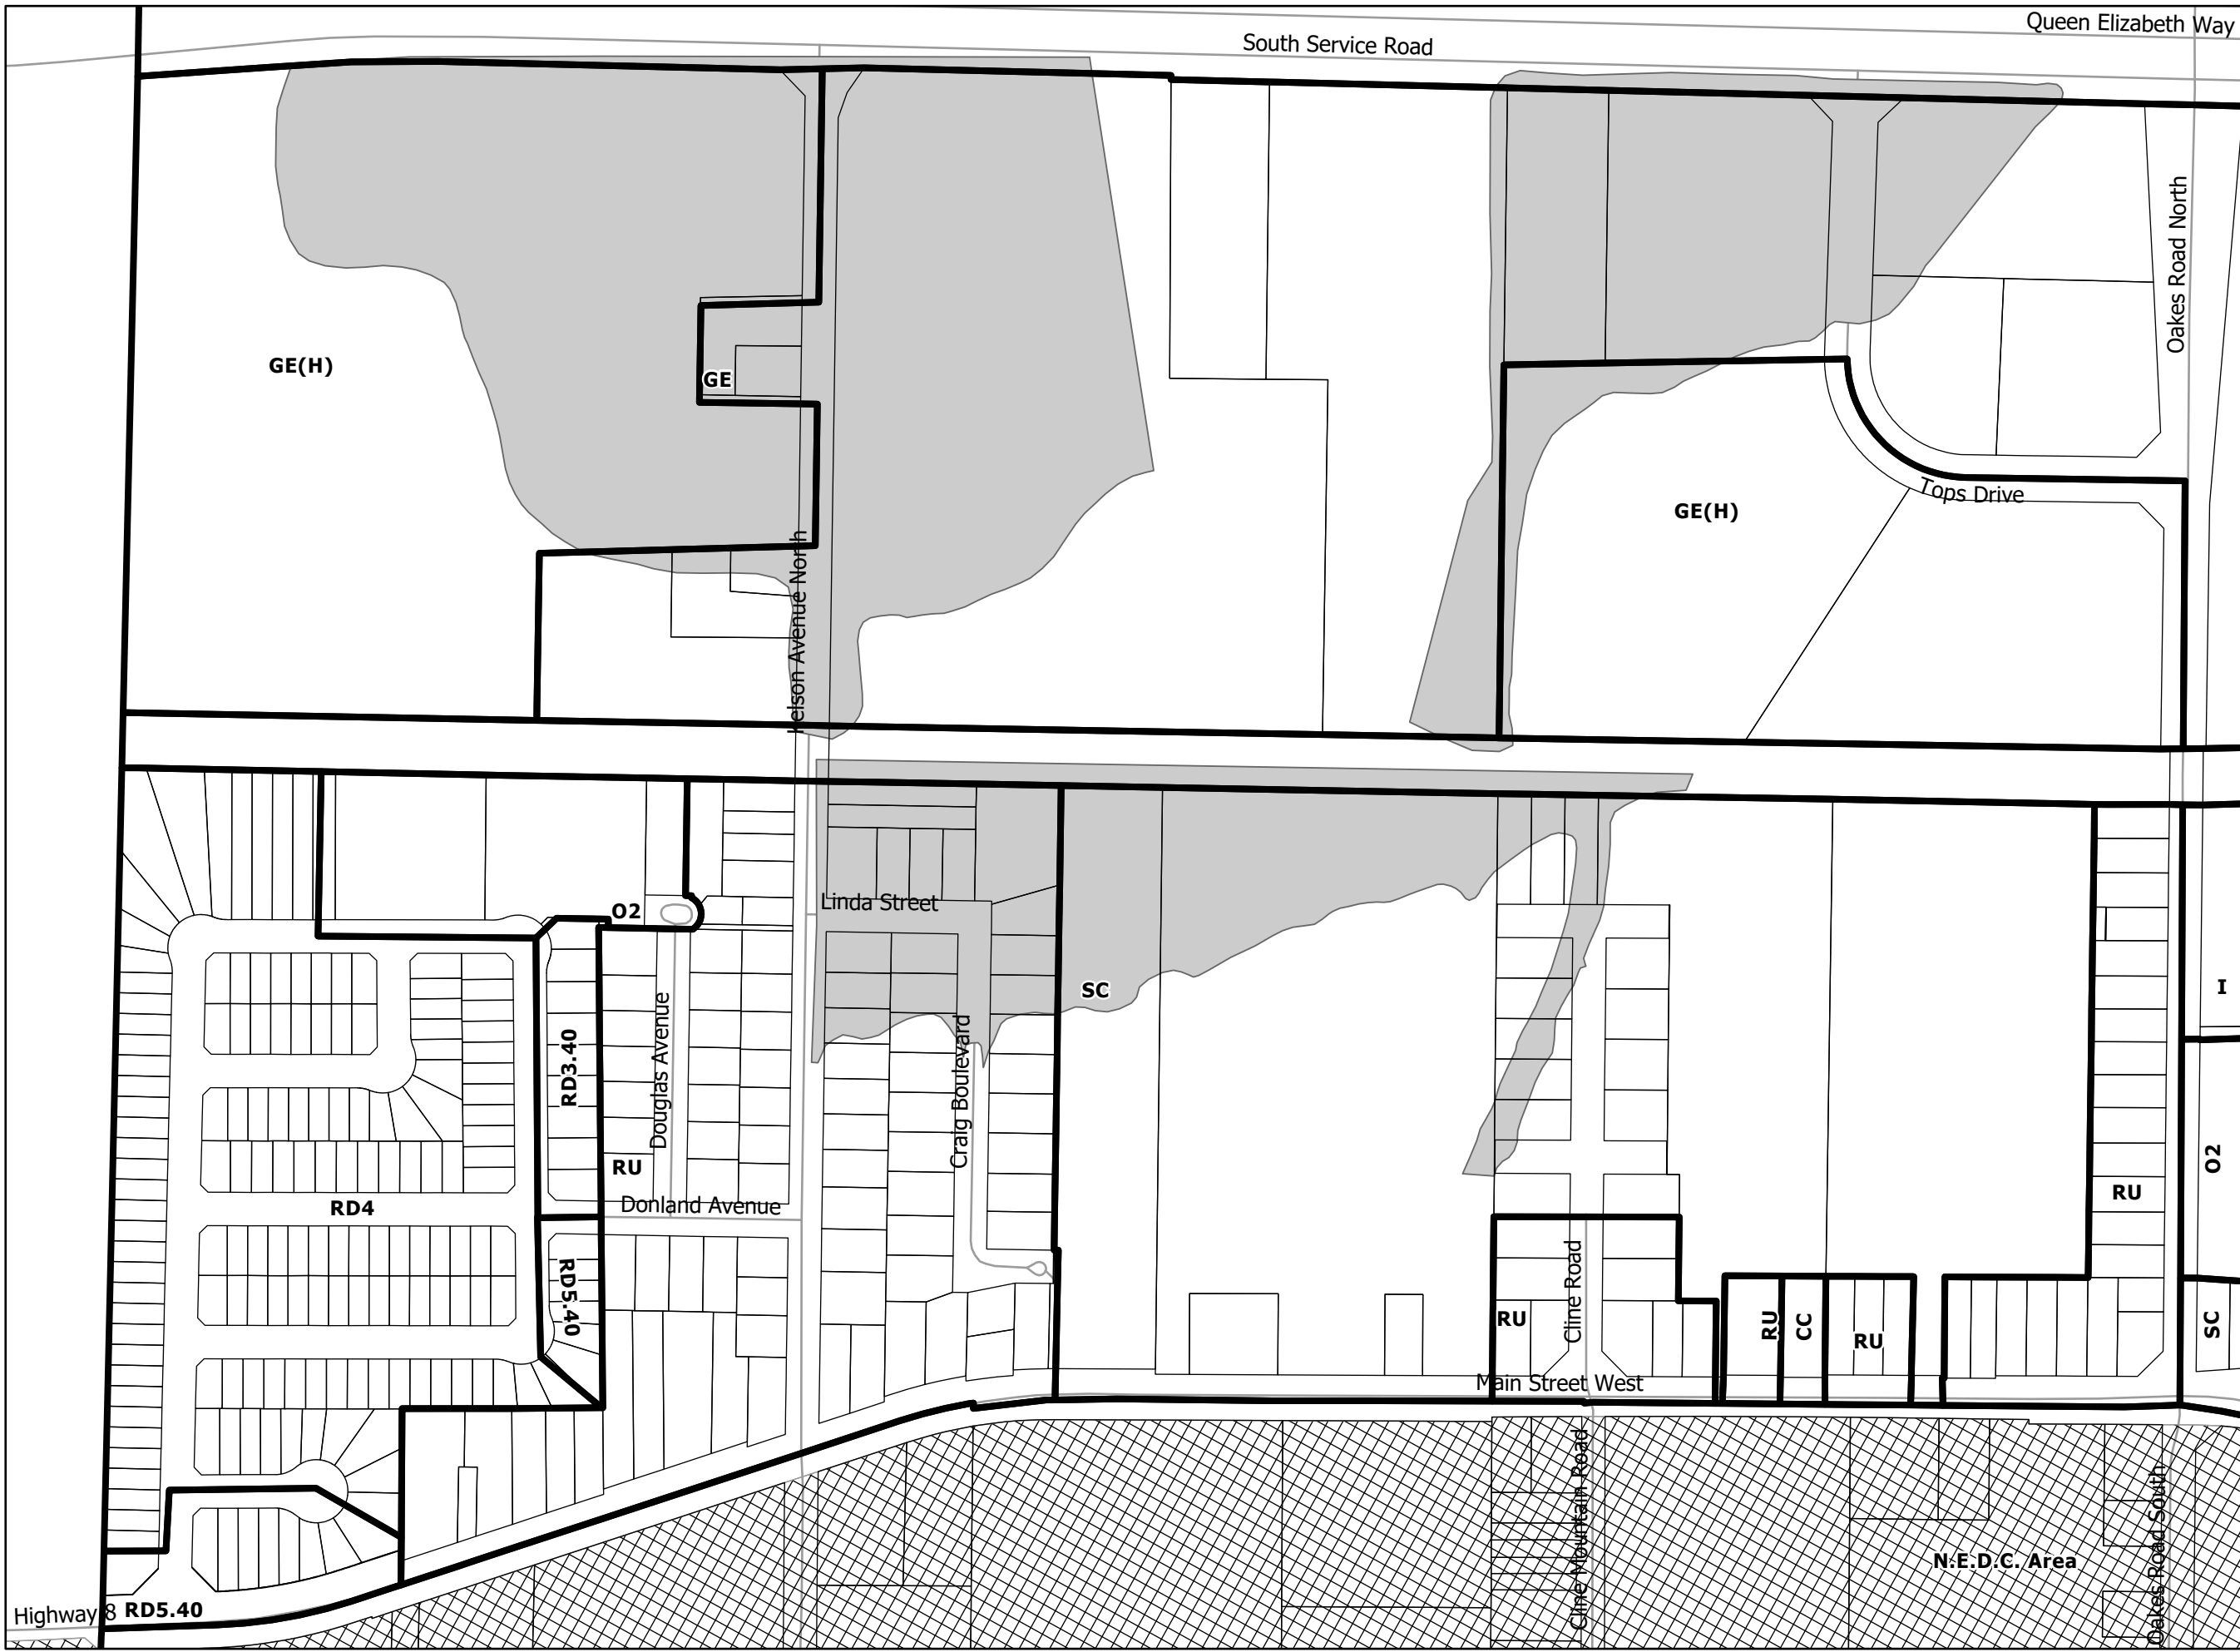 Queen Elizabeth Way
South Service Road
Oakes Road North
GE(H)
GE
GE(H)
Tops Drive
Nelson Avenue North
Linda Street
O2
SC
I
RD3.40
Douglas Avenue
Craig Boulevard
RU
O2
RU
Donland Avenue
RD4
RD5.40
Cline Road
RU
RU
CC
RU
SC
Main Street West
Cline Mountain Road
Oakes Road South
N.E.D.C. Area
Highway 8
RD5.40